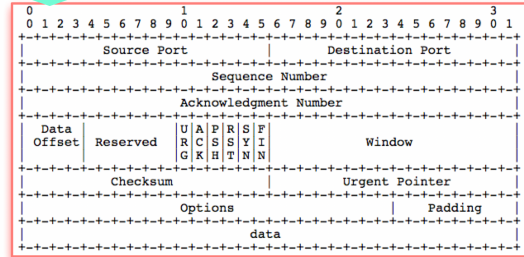 0                   1                   2                   3
0 1 2 3 4 5 6 7 8 9 0 1 2 3 4 5 6 7 8 9 0 1 2 3 4 5 6 7 8 9 0 1
+-+-+-+-+-+-+-+-+-+-+-+-+-+-+-+-+-+-+-+-+-+-+-+-+-+-+-+-+-+-+-+-+
|          Source Port          |       Destination Port        |
+-+-+-+-+-+-+-+-+-+-+-+-+-+-+-+-+-+-+-+-+-+-+-+-+-+-+-+-+-+-+-+-+
|                        Sequence Number                        |
+-+-+-+-+-+-+-+-+-+-+-+-+-+-+-+-+-+-+-+-+-+-+-+-+-+-+-+-+-+-+-+-+
|                    Acknowledgment Number                      |
+-+-+-+-+-+-+-+-+-+-+-+-+-+-+-+-+-+-+-+-+-+-+-+-+-+-+-+-+-+-+-+-+
|  Data |           |U|A|P|R|S|F|                               |
| Offset| Reserved  |R|C|S|S|Y|I|            Window             |
|       |           |G|K|H|T|N|N|                               |
+-+-+-+-+-+-+-+-+-+-+-+-+-+-+-+-+-+-+-+-+-+-+-+-+-+-+-+-+-+-+-+-+
|           Checksum            |         Urgent Pointer        |
+-+-+-+-+-+-+-+-+-+-+-+-+-+-+-+-+-+-+-+-+-+-+-+-+-+-+-+-+-+-+-+-+
|                    Options                    |    Padding    |
+-+-+-+-+-+-+-+-+-+-+-+-+-+-+-+-+-+-+-+-+-+-+-+-+-+-+-+-+-+-+-+-+
|                             data                              |
+-+-+-+-+-+-+-+-+-+-+-+-+-+-+-+-+-+-+-+-+-+-+-+-+-+-+-+-+-+-+-+-+